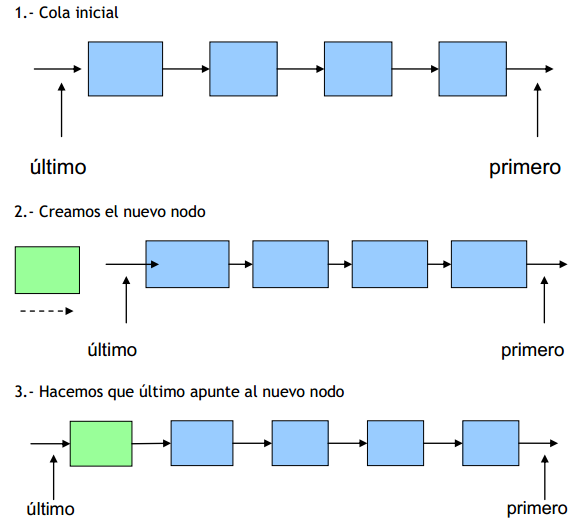 1.- Cola inicial
último
primero
2.- Creamos el nuevo nodo
último
primero
3.- Hacemos que último apunte al nuevo nodo
último
primero